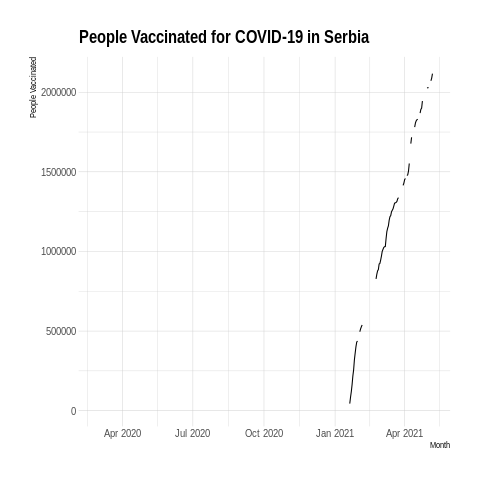 People Vaccinated for COVID-19 in Serbia
People Vaccinated
2000000
1500000
1000000
500000
0
Apr 2020 Jul 2020 Oct 2020 Jan 2021 Apr 2021
Month